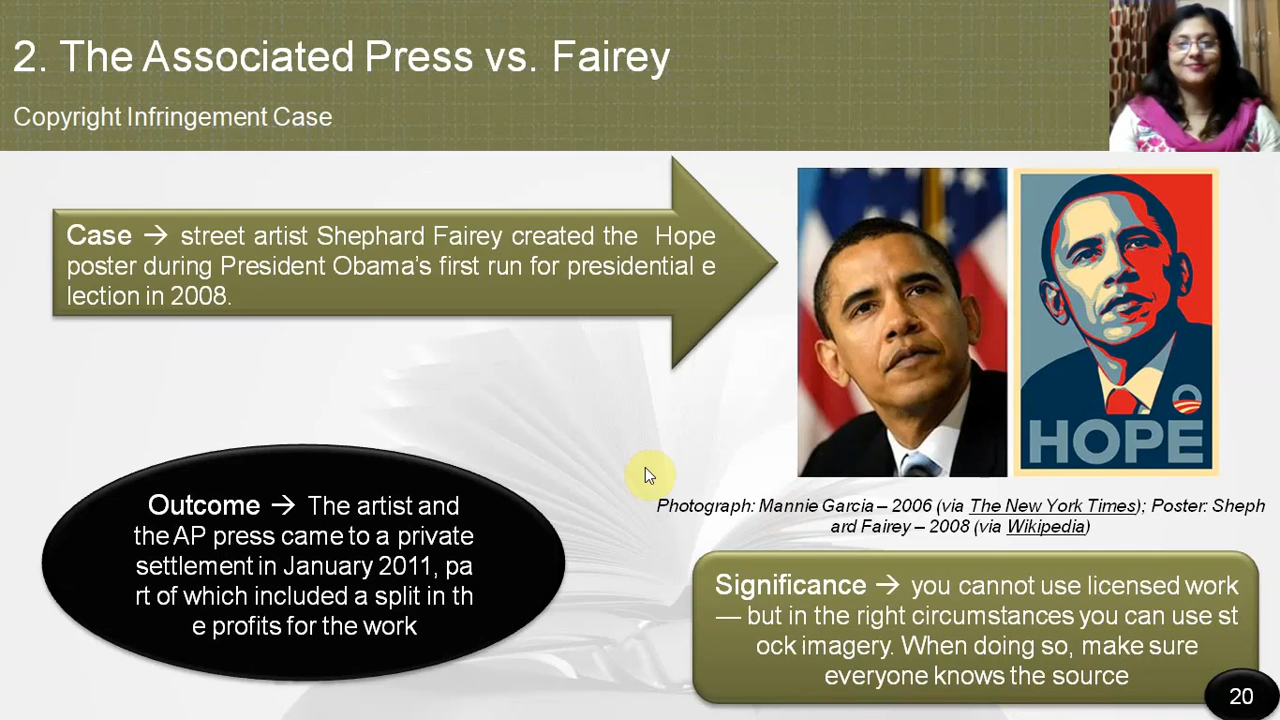 2. The Associated Press vs. Fairey
Copyright Infringement Case
Case → street artist Shephard Fairey created the Hope
poster during President Obama's first run for presidential e
lection in 2008.
HOPE
Photograph: Mannie Garcia – 2006 (via The New York Times); Poster: Sheph
ard Fairey – 2008 (via Wikipedia)
Outcome → The artist and
the AP press came to a private
settlement in January 2011, pa
rt of which included a split in th
e profits for the work
Significance → you cannot use licensed work
— but in the right circumstances you can use st
ock imagery. When doing so, make sure
everyone knows the source
20